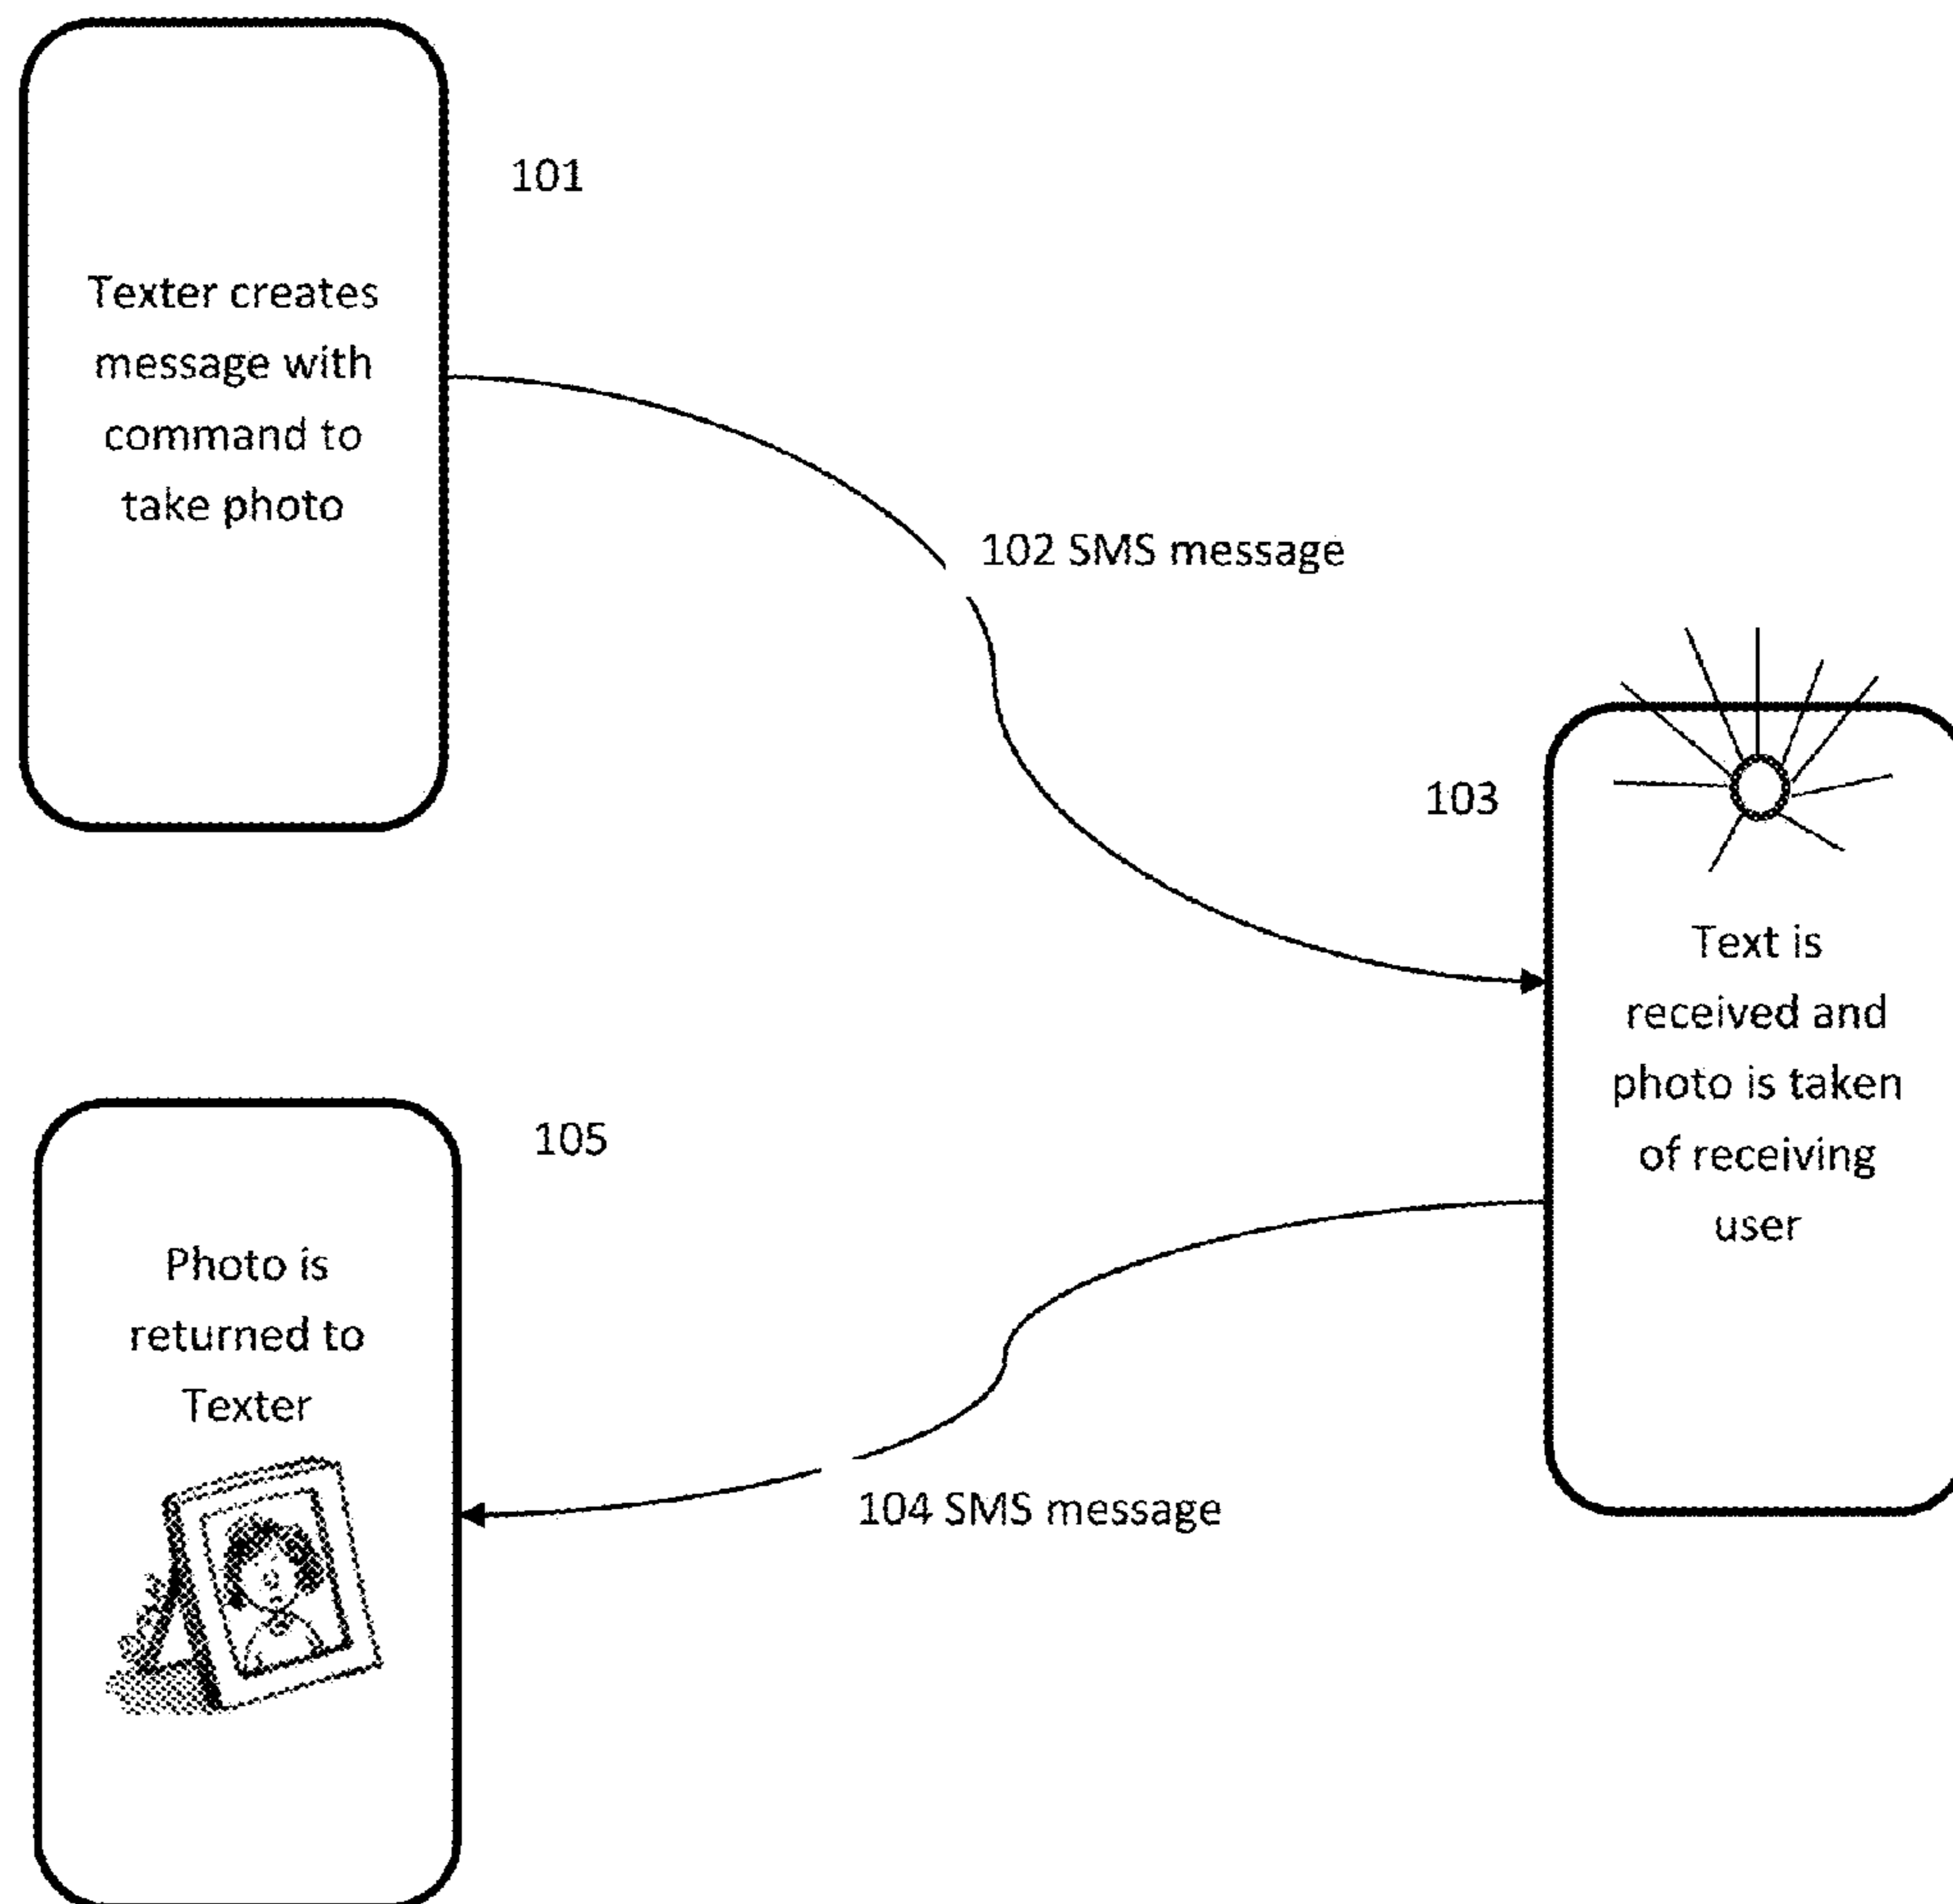 101
Texter creates
message with
command to
take photo
102 SMS message
103
Text is
received and
photo is taken
of receiving
user
105
Photo is
returned to
Texter
104 SMS message